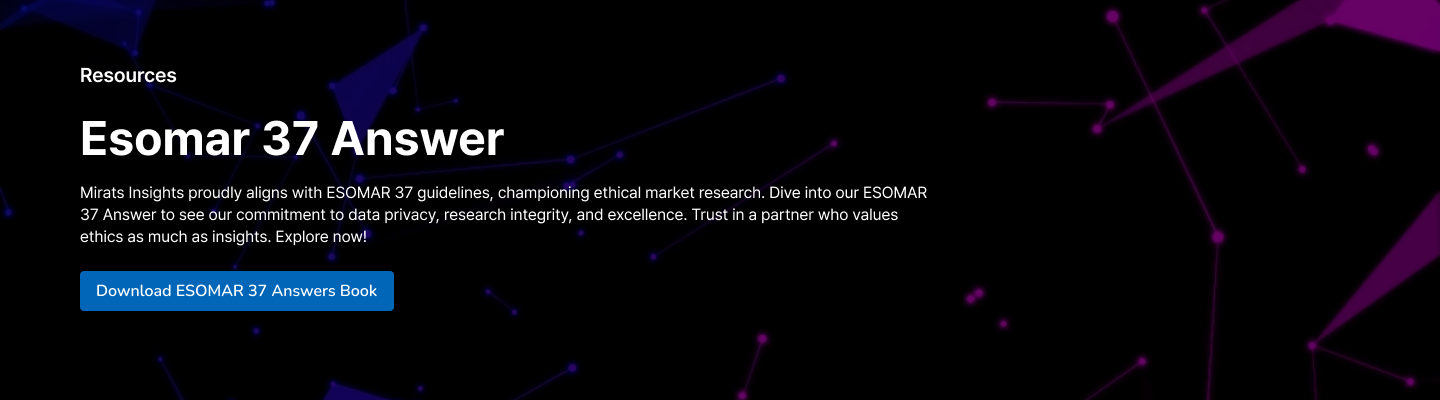 Resources
Esomar 37 Answer
Mirats Insights proudly aligns with ESOMAR 37 guidelines, championing ethical market research. Dive into our ESOMAR
37 Answer to see our commitment to data privacy, research integrity, and excellence. Trust in a partner who values
ethics as much as insights. Explore now!
Download ESOMAR 37 Answers Book